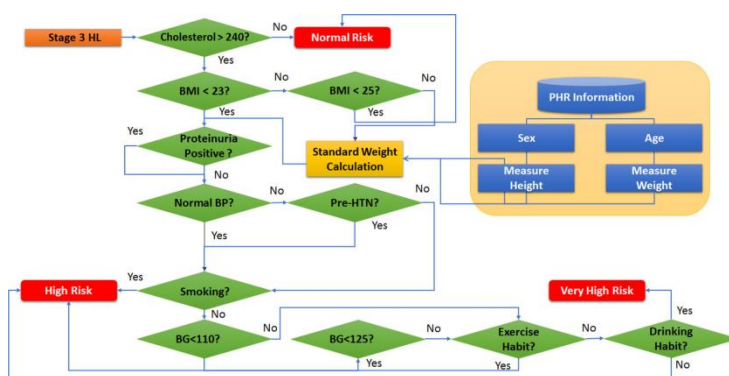 Stage 3 HL
Cholesterol > 240?
No
Normal Risk
Yes
BMI < 23?
No
BMI < 25?
No
Yes
Yes
PHR Information
Sex
Age
Measure
Height
Measure
Weight
Yes
Proteinuria
Positive ?
Standard Weight
Calculation
No
Normal BP?
No
Pre-HTN?
No
Yes
Yes
High Risk
Yes
Smoking?
Very High Risk
No
Yes
BG<110?
No
BG<125?
No
Exercise
Habit?
No
Drinking
Habit?
Yes
Yes
No